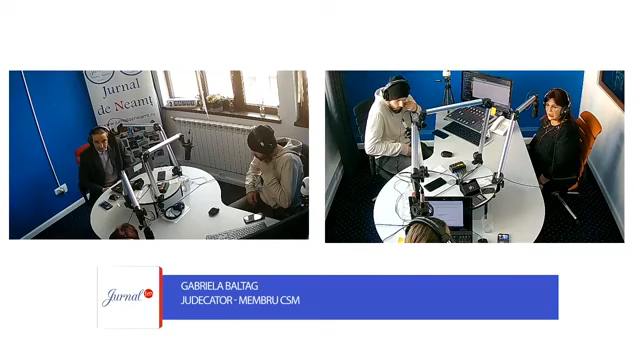 Jurnal
de Neamț
Jurnal
GABRIELA BALTAG
JUDECATOR - MEMBRU CSM